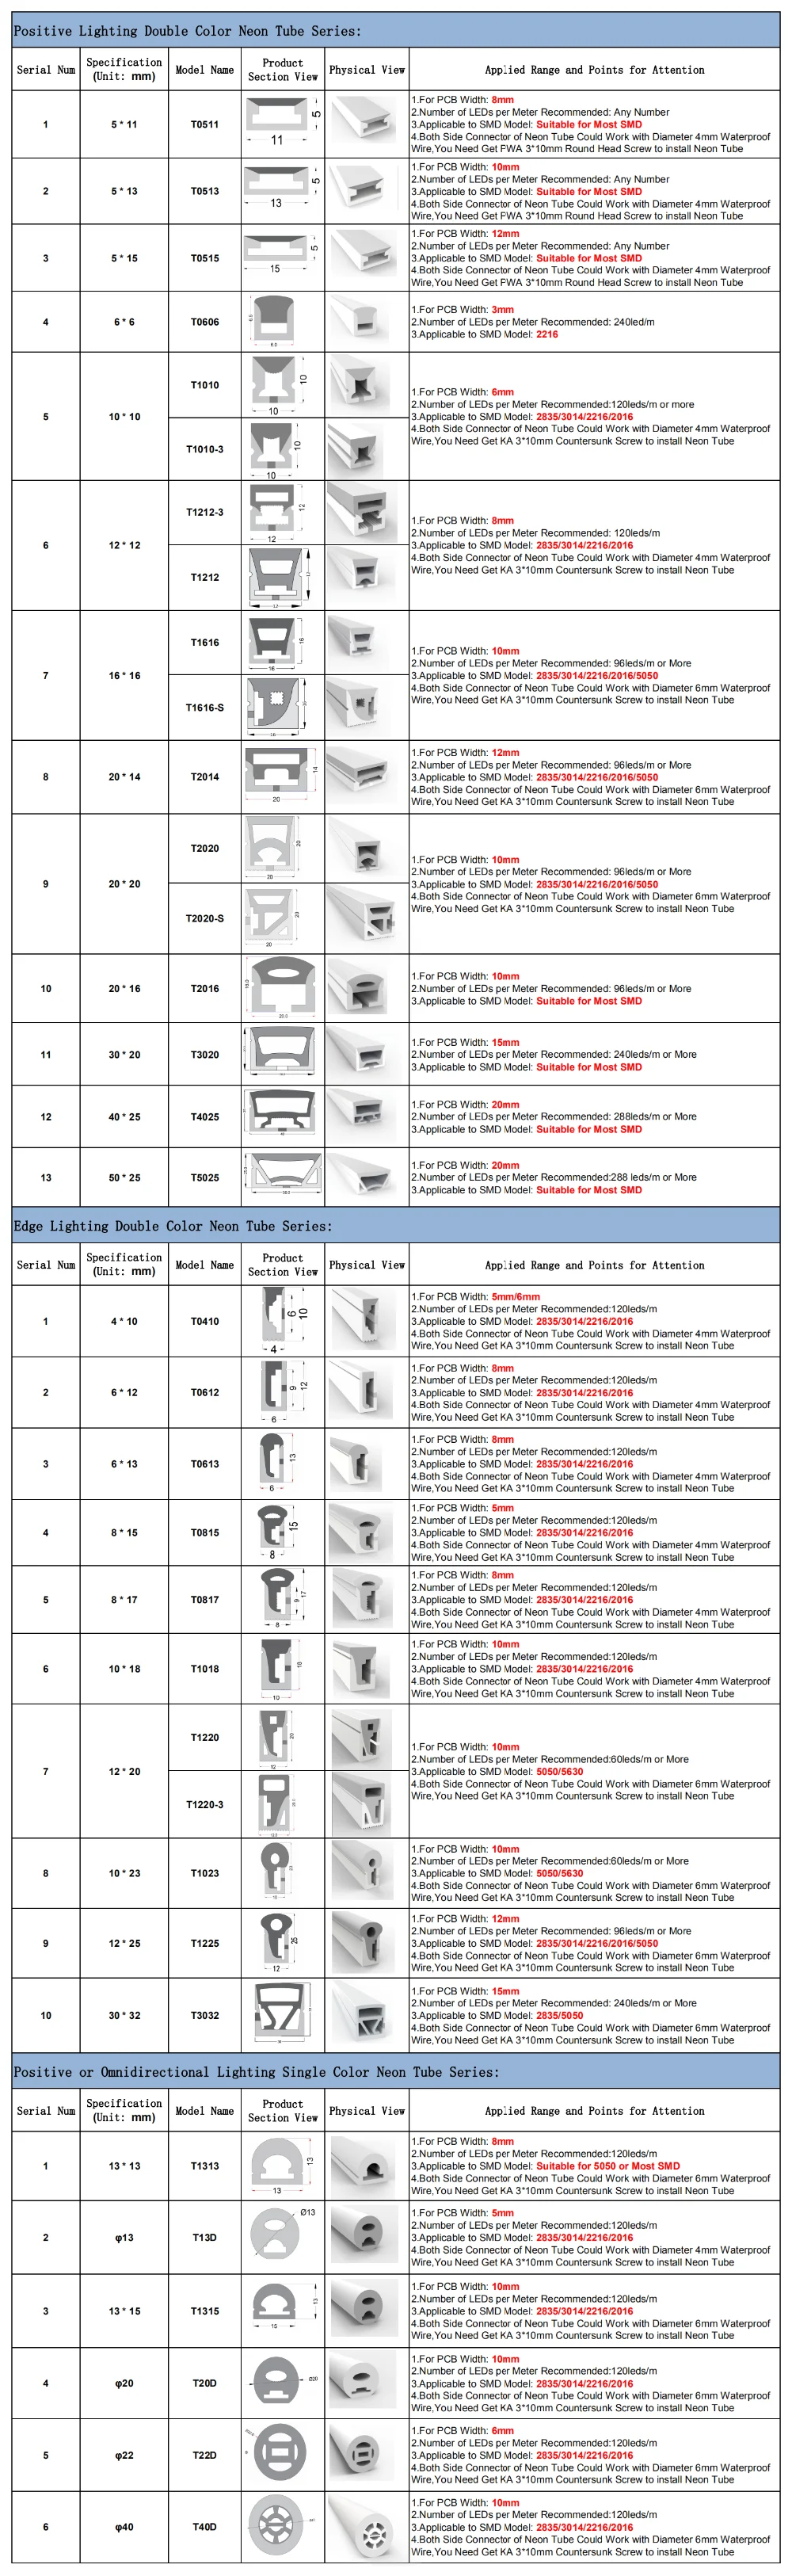 Positive Lighting Double Color Neon Tube Series:
Serial Num
Specification
(Unit: mm)
Model Name
Product
Section View
Physical View
Applied Range and Points for Attention
1
5 * 11
T0511
5
11
1.For PCB Width: 8mm
2.Number of LEDs per Meter Recommended: Any Number
3.Applicable to SMD Model: Suitable for Most SMD
4.Both Side Connector of Neon Tube Could Work with Diameter 4mm Waterproof
Wire,You Need Get FWA 3*10mm Round Head Screw to install Neon Tube
2
5 * 13
T0513
5
13
1.For PCB Width: 10mm
2.Number of LEDs per Meter Recommended: Any Number
3.Applicable to SMD Model: Suitable for Most SMD
4.Both Side Connector of Neon Tube Could Work with Diameter 4mm Waterproof
Wire,You Need Get FWA 3*10mm Round Head Screw to install Neon Tube
3
5 * 15
T0515
5
15
1.For PCB Width: 12mm
2.Number of LEDs per Meter Recommended: Any Number
3.Applicable to SMD Model: Suitable for Most SMD
4.Both Side Connector of Neon Tube Could Work with Diameter 4mm Waterproof
Wire,You Need Get FWA 3*10mm Round Head Screw to install Neon Tube
4
6 * 6
T0606
6.0
6.0
1.For PCB Width: 3mm
2.Number of LEDs per Meter Recommended: 240led/m
3.Applicable to SMD Model: 2216
5
10 * 10
T1010
10
10
T1010-3
10
10
1.For PCB Width: 6mm
2.Number of LEDs per Meter Recommended:120leds/m or more
3.Applicable to SMD Model: 2835/3014/2216/2016
4.Both Side Connector of Neon Tube Could Work with Diameter 4mm Waterproof
Wire,You Need Get KA 3*10mm Countersunk Screw to install Neon Tube
6
12 * 12
T1212-3
12
12
T1212
12
1.For PCB Width: 8mm
2.Number of LEDs per Meter Recommended: 120leds/m
3.Applicable to SMD Model: 2835/3014/2216/2016
4.Both Side Connector of Neon Tube Could Work with Diameter 4mm Waterproof
Wire,You Need Get KA 3*10mm Countersunk Screw to install Neon Tube
7
16 * 16
T1616
16
16
T1616-S
16
1.For PCB Width: 10mm
2.Number of LEDs per Meter Recommended: 96leds/m or More
3.Applicable to SMD Model: 2835/3014/2216/2016/5050
4.Both Side Connector of Neon Tube Could Work with Diameter 6mm Waterproof
Wire,You Need Get KA 3*10mm Countersunk Screw to install Neon Tube
8
20 * 14
T2014
14
20
1.For PCB Width: 12mm
2.Number of LEDs per Meter Recommended: 96leds/m or More
3.Applicable to SMD Model: 2835/3014/2216/2016/5050
4.Both Side Connector of Neon Tube Could Work with Diameter 6mm Waterproof
Wire,You Need Get KA 3*10mm Countersunk Screw to install Neon Tube
9
20 * 20
T2020
20
20
T2020-S
20
20
1.For PCB Width: 10mm
2.Number of LEDs per Meter Recommended: 96leds/m or More
3.Applicable to SMD Model: 2835/3014/2216/2016/5050
4.Both Side Connector of Neon Tube Could Work with Diameter 6mm Waterproof
Wire,You Need Get KA 3*10mm Countersunk Screw to install Neon Tube
10
20 * 16
T2016
20.0
1.For PCB Width: 10mm
2.Number of LEDs per Meter Recommended: 96leds/m or More
3.Applicable to SMD Model: Suitable for Most SMD
11
30 * 20
T3020
1.For PCB Width: 15mm
2.Number of LEDs per Meter Recommended: 240leds/m or More
3.Applicable to SMD Model: Suitable for Most SMD
12
40 * 25
T4025
1.For PCB Width: 20mm
2.Number of LEDs per Meter Recommended: 288leds/m or More
3.Applicable to SMD Model: Suitable for Most SMD
13
50 * 25
T5025
50.0
1.For PCB Width: 20mm
2.Number of LEDs per Meter Recommended:288 leds/m or More
3.Applicable to SMD Model: Suitable for Most SMD
Edge Lighting Double Color Neon Tube Series:
Serial Num
Specification
(Unit: mm)
Model Name
Product
Section View
Physical View
Applied Range and Points for Attention
1
4 * 10
T0410
6
10
4
1.For PCB Width: 5mm/6mm
2.Number of LEDs per Meter Recommended:120leds/m
3.Applicable to SMD Model: 2835/3014/2216/2016
4.Both Side Connector of Neon Tube Could Work with Diameter 4mm Waterproof
Wire,You Need Get KA 3*10mm Countersunk Screw to install Neon Tube
2
6 * 12
T0612
9
12
6
1.For PCB Width: 8mm
2.Number of LEDs per Meter Recommended:120leds/m
3.Applicable to SMD Model: 2835/3014/2216/2016
4.Both Side Connector of Neon Tube Could Work with Diameter 4mm Waterproof
Wire,You Need Get KA 3*10mm Countersunk Screw to install Neon Tube
3
6 * 13
T0613
13
6
1.For PCB Width: 8mm
2.Number of LEDs per Meter Recommended:120leds/m
3.Applicable to SMD Model: 2835/3014/2216/2016
4.Both Side Connector of Neon Tube Could Work with Diameter 4mm Waterproof
Wire,You Need Get KA 3*10mm Countersunk Screw to install Neon Tube
4
8 * 15
T0815
15
8
1.For PCB Width: 5mm
2.Number of LEDs per Meter Recommended:120leds/m
3.Applicable to SMD Model: 2835/3014/2216/2016
4.Both Side Connector of Neon Tube Could Work with Diameter 4mm Waterproof
Wire,You Need Get KA 3*10mm Countersunk Screw to install Neon Tube
5
8 * 17
T0817
9
17
8
1.For PCB Width: 8mm
2.Number of LEDs per Meter Recommended:120leds/m
3.Applicable to SMD Model: 2835/3014/2216/2016
4.Both Side Connector of Neon Tube Could Work with Diameter 4mm Waterproof
Wire,You Need Get KA 3*10mm Countersunk Screw to install Neon Tube
6
10 * 18
T1018
18
10
1.For PCB Width: 10mm
2.Number of LEDs per Meter Recommended:120leds/m
3.Applicable to SMD Model: 2835/3014/2216/2016
4.Both Side Connector of Neon Tube Could Work with Diameter 4mm Waterproof
Wire,You Need Get KA 3*10mm Countersunk Screw to install Neon Tube
7
12 * 20
T1220
20
12
T1220-3
1.For PCB Width: 10mm
2.Number of LEDs per Meter Recommended:60leds/m or More
3.Applicable to SMD Model: 5050/5630
4.Both Side Connector of Neon Tube Could Work with Diameter 6mm Waterproof
Wire,You Need Get KA 3*10mm Countersunk Screw to install Neon Tube
8
10 * 23
T1023
23
10
1.For PCB Width: 10mm
2.Number of LEDs per Meter Recommended:60leds/m or More
3.Applicable to SMD Model: 5050/5630
4.Both Side Connector of Neon Tube Could Work with Diameter 6mm Waterproof
Wire,You Need Get KA 3*10mm Countersunk Screw to install Neon Tube
9
12 * 25
T1225
25
12
1.For PCB Width: 12mm
2.Number of LEDs per Meter Recommended: 96leds/m or More
3.Applicable to SMD Model: 2835/3014/2216/2016/5050
4.Both Side Connector of Neon Tube Could Work with Diameter 6mm Waterproof
Wire,You Need Get KA 3*10mm Countersunk Screw to install Neon Tube
10
30 * 32
T3032
1.For PCB Width: 15mm
2.Number of LEDs per Meter Recommended: 240leds/m or More
3.Applicable to SMD Model: 2835/5050
4.Both Side Connector of Neon Tube Could Work with Diameter 6mm Waterproof
Wire,You Need Get KA 3*10mm Countersunk Screw to install Neon Tube
Positive or Omnidirectional Lighting Single Color Neon Tube Series:
Serial Num
Specification
(Unit: mm)
Model Name
Product
Section View
Physical View
Applied Range and Points for Attention
1
13 * 13
T1313
13
13
1.For PCB Width: 8mm
2.Number of LEDs per Meter Recommended:120leds/m
3.Applicable to SMD Model: Suitable for 5050 or Most SMD
4.Both Side Connector of Neon Tube Could Work with Diameter 6mm Waterproof
Wire,You Need Get KA 3*10mm Countersunk Screw to install Neon Tube
2
φ13
T13D
Ø13
1.For PCB Width: 5mm
2.Number of LEDs per Meter Recommended:120leds/m
3.Applicable to SMD Model: 2835/3014/2216/2016
4.Both Side Connector of Neon Tube Could Work with Diameter 4mm Waterproof
Wire,You Need Get KA 3*10mm Countersunk Screw to install Neon Tube
3
13 * 15
T1315
13
15
1.For PCB Width: 10mm
2.Number of LEDs per Meter Recommended:120leds/m
3.Applicable to SMD Model: 2835/3014/2216/2016
4.Both Side Connector of Neon Tube Could Work with Diameter 6mm Waterproof
Wire,You Need Get KA 3*10mm Countersunk Screw to install Neon Tube
4
φ20
T20D
Ø20
1.For PCB Width: 10mm
2.Number of LEDs per Meter Recommended:120leds/m
3.Applicable to SMD Model: 2835/3014/2216/2016
4.Both Side Connector of Neon Tube Could Work with Diameter 6mm Waterproof
Wire,You Need Get KA 3*10mm Countersunk Screw to install Neon Tube
5
φ22
T22D
1.For PCB Width: 6mm
2.Number of LEDs per Meter Recommended:120leds/m
3.Applicable to SMD Model: 2835/3014/2216/2016
4.Both Side Connector of Neon Tube Could Work with Diameter 6mm Waterproof
Wire,You Need Get KA 3*10mm Countersunk Screw to install Neon Tube
6
φ40
T40D
1.For PCB Width: 10mm
2.Number of LEDs per Meter Recommended:120leds/m
3.Applicable to SMD Model: 2835/3014/2216/2016
4.Both Side Connector of Neon Tube Could Work with Diameter 6mm Waterproof
Wire,You Need Get KA 3*10mm Countersunk Screw to install Neon Tube